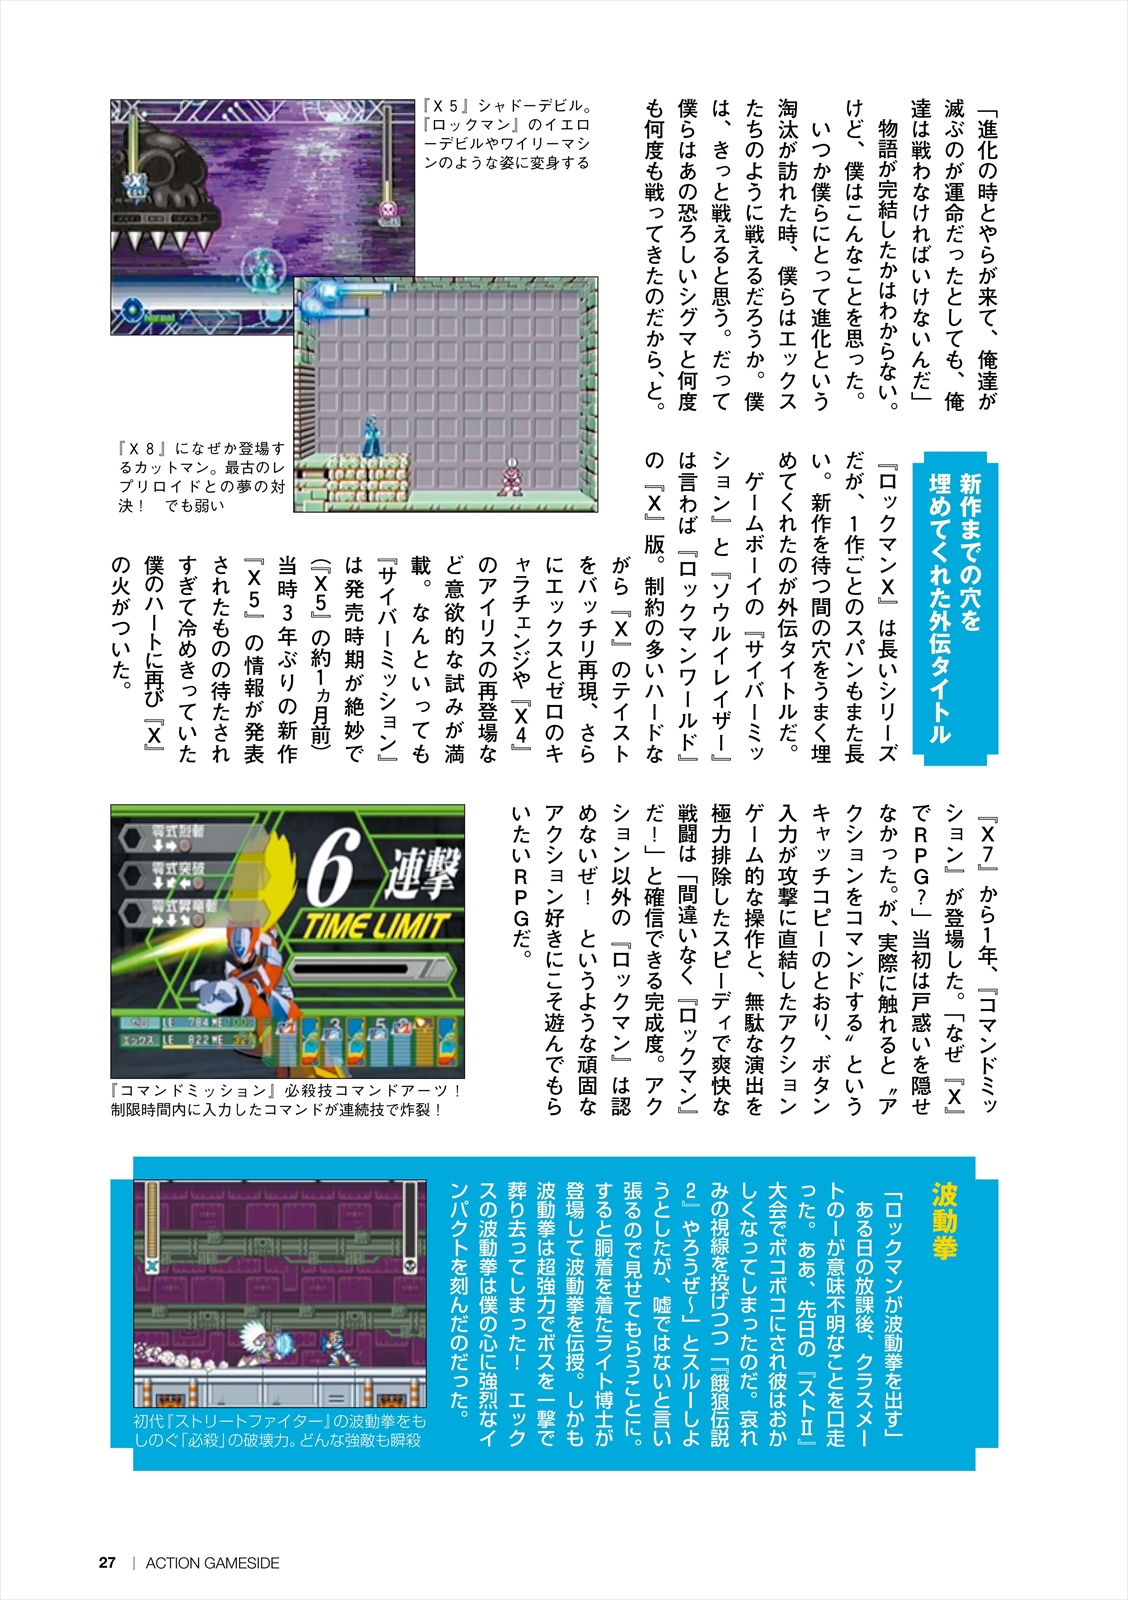 「進化の時とやらが来て、俺達が
滅ぶのが運命だったとしても、俺
達は戦わなければいけないんだ」
物語が完結したかはわからない。
けど、僕はこんなことを思った。
いつか僕らにとって進化という
淘汰が訪れた時、僕らはエックス
たちのように戦えるだろうか。僕
は、きっと戦えると思う。だって
僕らはあの恐ろしいシグマと何度
も何度も戦ってきたのだから、と。
『X5』シャドーデビル。
『ロックマン』のイエロ
ーデビルやワイリーマシ
ンのような姿に変身する
Normal
『X8』になぜか登場す
るカットマン。最古のレ
プリロイドとの夢の対
決！　でも弱い
新作までの穴を
埋めてくれた外伝タイトル
『ロックマンX』は長いシリーズ
だが、1作ごとのスパンもまた長
い。新作を待つ間の穴をうまく埋
めてくれたのが外伝タイトルだ。
ゲームボーイの『サイバーミッ
ション』と『ソウルイレイザー』
は言わば『ロックマンワールド』
の『X』版。制約の多いハードな
がら『X』のテイスト
をバッチリ再現、さら
にエックスとゼロのキ
ャラチェンジや『X4』
のアイリスの再登場な
ど意欲的な試みが満
載。なんといっても
『サイバーミッション』
は発売時期が絶妙で
（『X5』の約1ヵ月前）
当時3年ぶりの新作
『X5』の情報が発表
されたものの待たされ
すぎて冷めきっていた
僕のハートに再び『X』
の火がついた。
『X7』から1年、『コマンドミッ
ション』が登場した。「なぜ『X』
でRPG？」当初は戸惑いを隠せ
なかった。が、実際に触れると〝ア
クションをコマンドする〟という
キャッチコピーのとおり、ボタン
入力が攻撃に直結したアクション
ゲーム的な操作と、無駄な演出を
極力排除したスピーディで爽快な
戦闘は「間違いなく『ロックマン』
だ！」と確信できる完成度。アク
ション以外の『ロックマン』は認
めないぜ！　というような頑固な
アクション好きにこそ遊んでもら
いたいRPGだ。
零式烈斬
零式突破
零式昇竜斬
6連撃
TIME LIMIT
ゼロ LE 784 WE 100%
エックス LE 822 WE 32%
『コマンドミッション』必殺技コマンドアーツ！
制限時間内に入力したコマンドが連続技で炸裂！
波動拳
「ロックマンが波動拳を出す」
ある日の放課後、クラスメー
トのーが意味不明なことを口走
った。ああ、先日の『ストⅡ』
大会でボコボコにされ彼はおか
しくなってしまったのだ。哀れ
みの視線を投げつつ「『餓狼伝説
2』やろうぜ～」とスルーしよ
うとしたが、嘘ではないと言い
張るので見せてもらうことに。
すると胴着を着たライト博士が
登場して波動拳を伝授。しかも
波動拳は超強力でボスを一撃で
葬り去ってしまった！　エック
スの波動拳は僕の心に強烈なイ
ンパクトを刻んだのだった。
初代『ストリートファイター』の波動拳をも
しのぐ「必殺」の破壊力。どんな強敵も瞬殺
27 | ACTION GAMESIDE